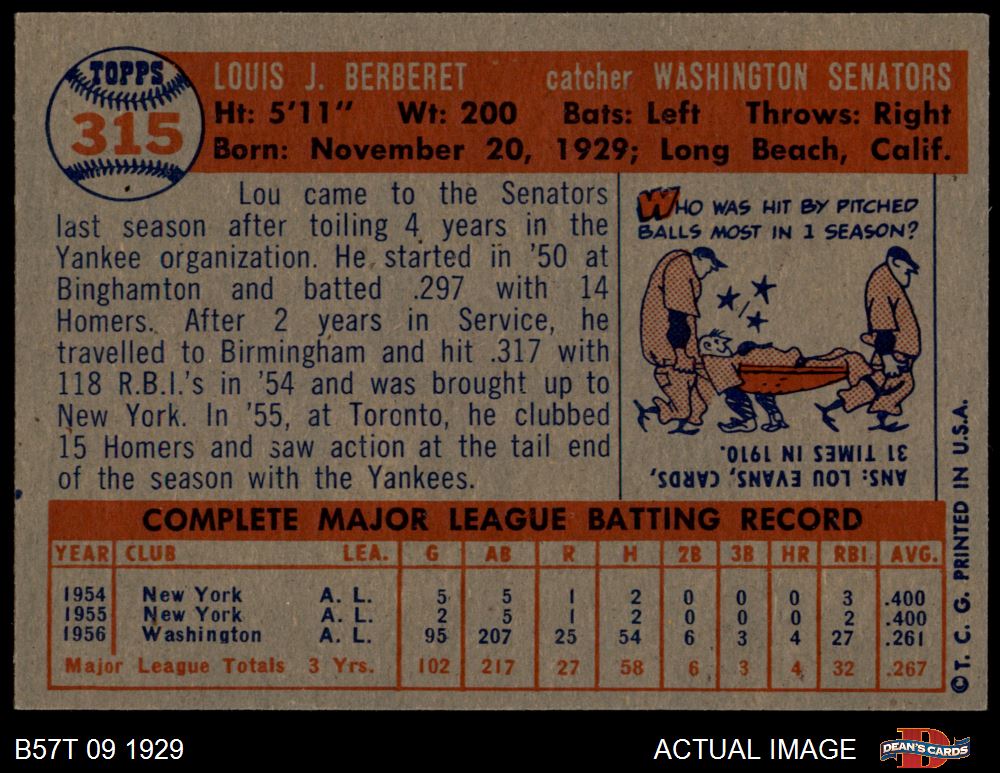 TOPPS
315
LOUIS J. BERBERET catcher WASHINGTON SENATORS
Ht: 5'11" Wt: 200 Bats: Left Throws: Right
Born: November 20, 1929; Long Beach, Calif.
Lou came to the Senators
last season after toiling 4 years in the
Yankee organization. He started in '50 at
Binghamton and batted .297 with 14
Homers. After 2 years in Service, he
travelled to Birmingham and hit .317 with
118 R.B.I.'s in '54 and was brought up to
New York. In '55, at Toronto, he clubbed
15 Homers and saw action at the tail end
of the season with the Yankees.
WHO WAS HIT BY PITCHED
BALLS MOST IN 1 SEASON?
ANS: LOU EVANS, CARDS,
31 TIMES IN 1910.
COMPLETE MAJOR LEAGUE BATTING RECORD
YEAR CLUB LEA. G AB R H 2B 3B HR RBI AVG.
1954 New York A. L. 5 5 1 2 0 0 0 3 .400
1955 New York A. L. 2 5 1 2 0 0 0 2 .400
1956 Washington A. L. 95 207 25 54 6 3 4 27 .261
Major League Totals 3 Yrs. 102 217 27 58 6 3 4 32 .267
©T. C. G. PRINTED IN U.S.A.
B57T 09 1929 ACTUAL IMAGE DEAN'S CARDS